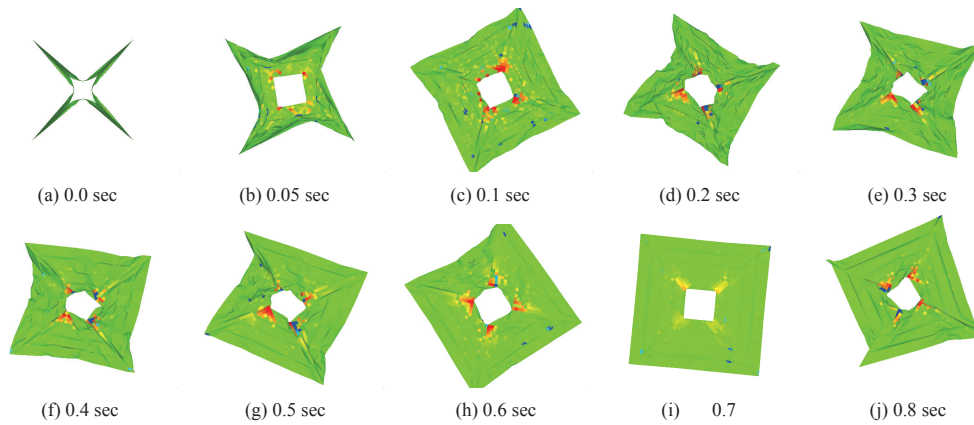 (a) 0.0 sec (b) 0.05 sec (c) 0.1 sec (d) 0.2 sec (e) 0.3 sec
(f) 0.4 sec (g) 0.5 sec (h) 0.6 sec (i) 0.7 (j) 0.8 sec